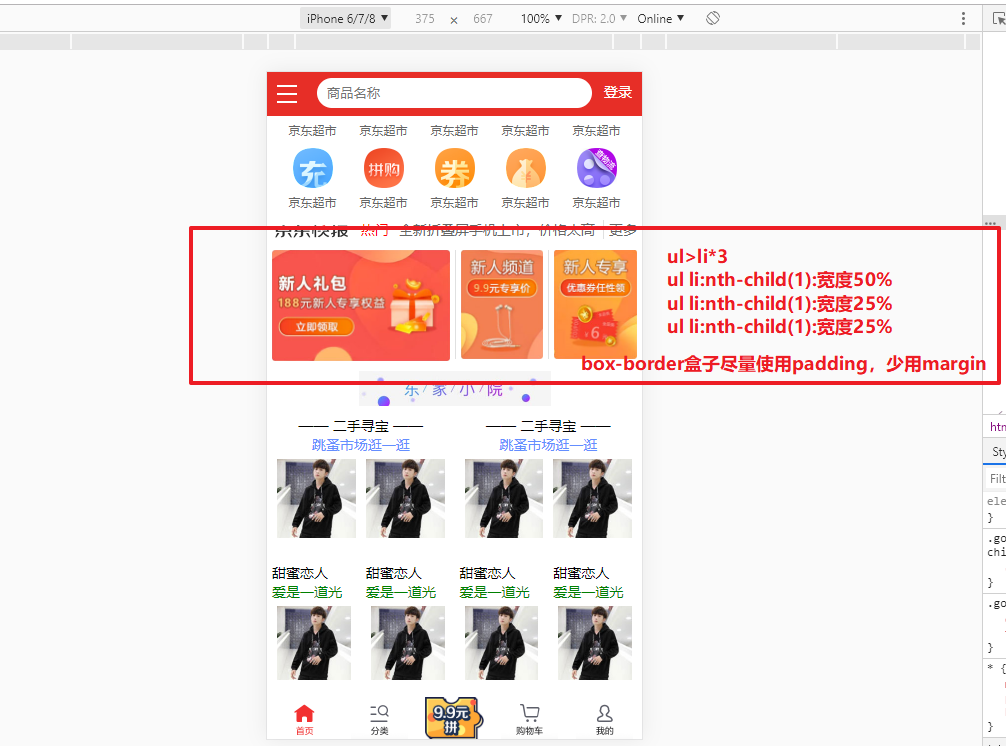 iPhone 6/7/8 ▼ 375 × 667 100% ▼ DPR: 2.0 ▼ Online ▼
商品名称 登录
京东超市 京东超市 京东超市 京东超市 京东超市
充 拼购 券 宠物活
京东超市 京东超市 京东超市 京东超市 京东超市
京东快报 热门 全新折叠屏手机上市，价格太高 更多
新人礼包
188元新人专享权益
立即领取
新人频道
9.9元专享价
新人专享
优惠券任性领
¥6
ul>li*3
ul li:nth-child(1):宽度50%
ul li:nth-child(1):宽度25%
ul li:nth-child(1):宽度25%
box-border盒子尽量使用padding，少用margin
东/家/小/院
—— 二手寻宝 —— —— 二手寻宝 ——
跳蚤市场逛一逛 跳蚤市场逛一逛
甜蜜恋人 甜蜜恋人 甜蜜恋人 甜蜜恋人
爱是一道光 爱是一道光 爱是一道光 爱是一道光
9.9元
拼
首页 分类 购物车 我的
...
htn
Sty
Filt
ele
}
.go
chi
}
.go
}
* {
}